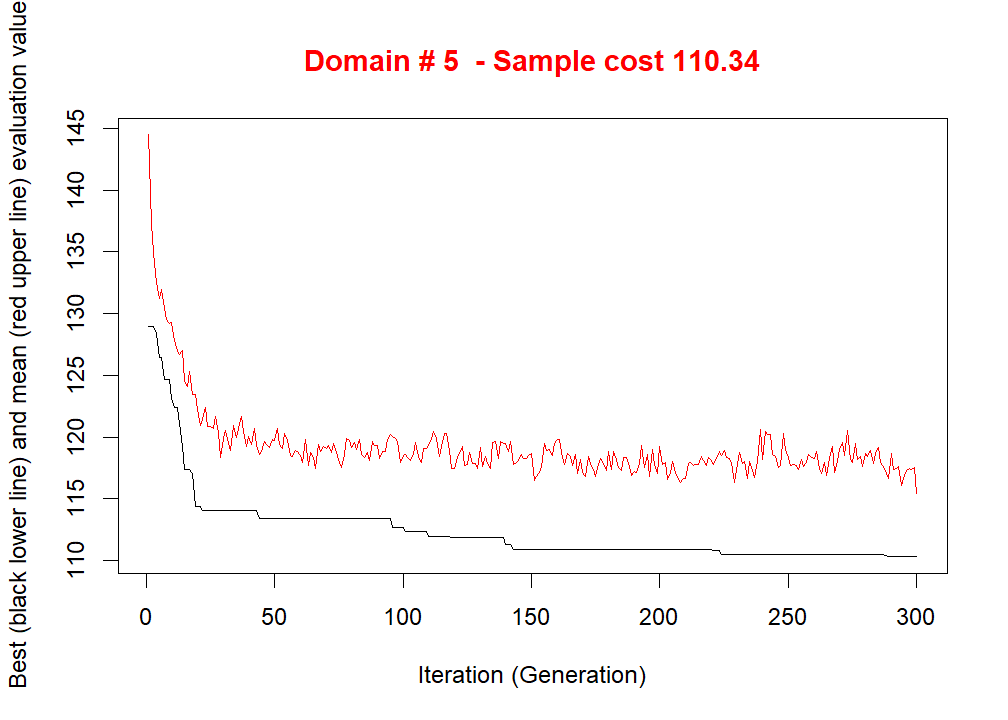 Domain # 5  - Sample cost 110.34
Best (black lower line) and mean (red upper line) evaluation value
145
140
135
130
125
120
115
110
0 50 100 150 200 250 300
Iteration (Generation)